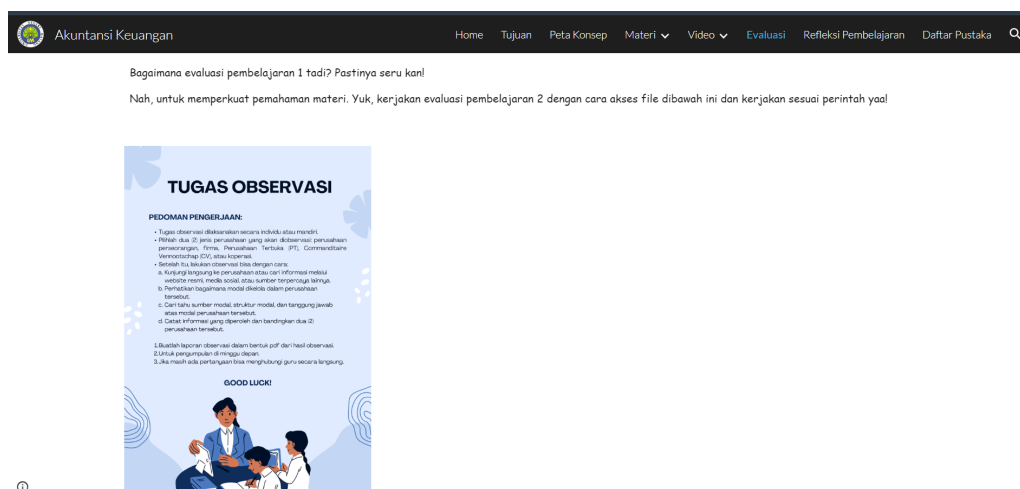 Akuntansi Keuangan
Home Tujuan Peta Konsep Materi Video Evaluasi Refleksi Pembelajaran Daftar Pustaka
Bagaimana evaluasi pembelajaran 1 tadi? Pastinya seru kan!
Nah, untuk memperkuat pemahaman materi. Yuk, kerjakan evaluasi pembelajaran 2 dengan cara akses file dibawah ini dan kerjakan sesuai perintah yaa!
TUGAS OBSERVASI
PEDOMAN PENGERJAAN:
• Tugas observasi dilaksanakan secara individu atau mandiri.
• Pilihlah dua (2) jenis perusahaan yang akan diobservasi: perusahaan
perseorangan, firma, Perusahaan Terbuka (PT), Commanditaire
Vennootschap (CV), atau koperasi.
• Setelah itu, lakukan observasi bisa dengan cara:
a. Kunjungi langsung ke perusahaan atau cari informasi melalui
website resmi, media sosial, atau sumber terpercaya lainnya.
b. Perhatikan bagaimana modal dikelola dalam perusahaan
tersebut.
c. Cari tahu sumber modal, struktur modal, dan tanggung jawab
atas modal perusahaan tersebut.
d. Catat informasi yang diperoleh dan bandingkan dua (2)
perusahaan tersebut.
1. Buatlah laporan observasi dalam bentuk pdf dari hasil observasi.
2. Untuk pengumpulan di minggu depan.
3. Jika masih ada pertanyaan bisa menghubungi guru secara langsung.
GOOD LUCK!